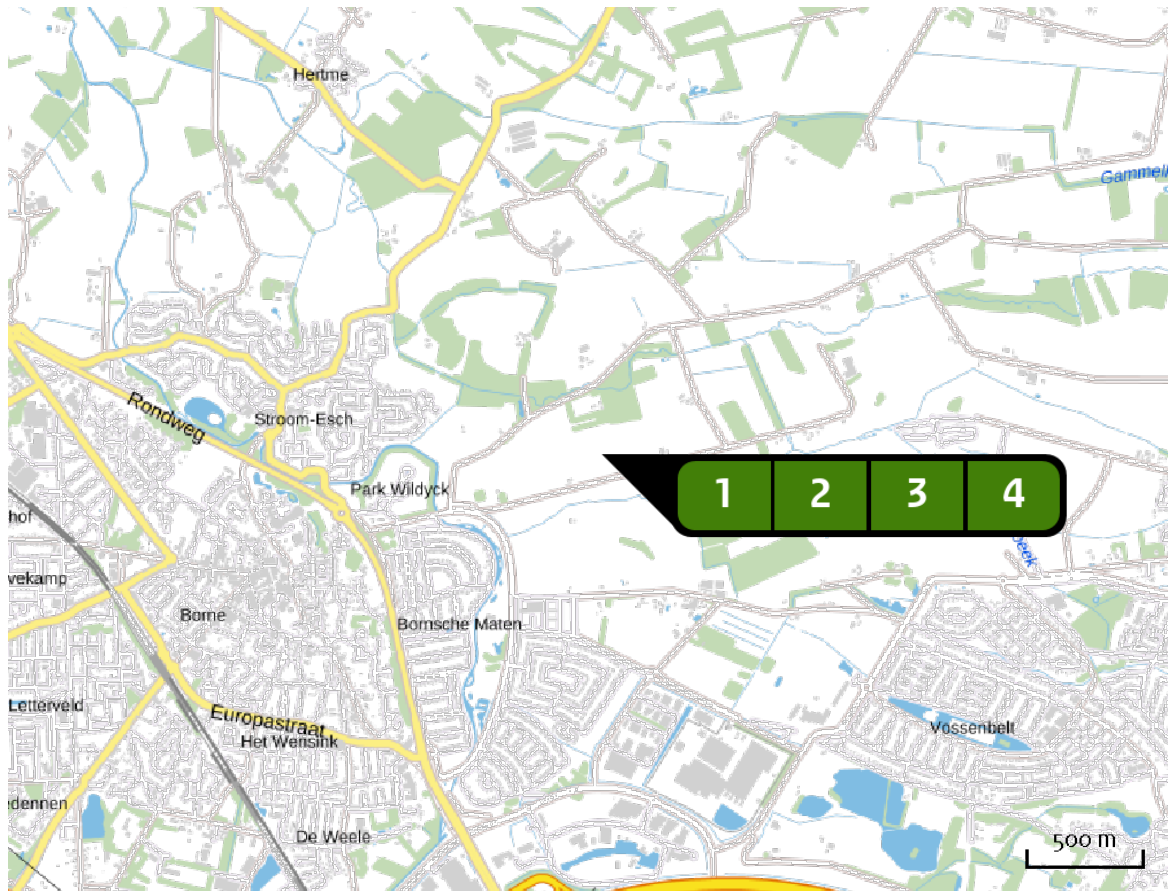 Hertme
Gammel
Rondweg
Stroom-Esch
Park Wildyck
1 2 3 4
hof
beek
vekamp
Borne
Bornsche Maten
Letterveld
Europastraat
Het Wensink
Vossenbelt
edennen
De Weele
500 m